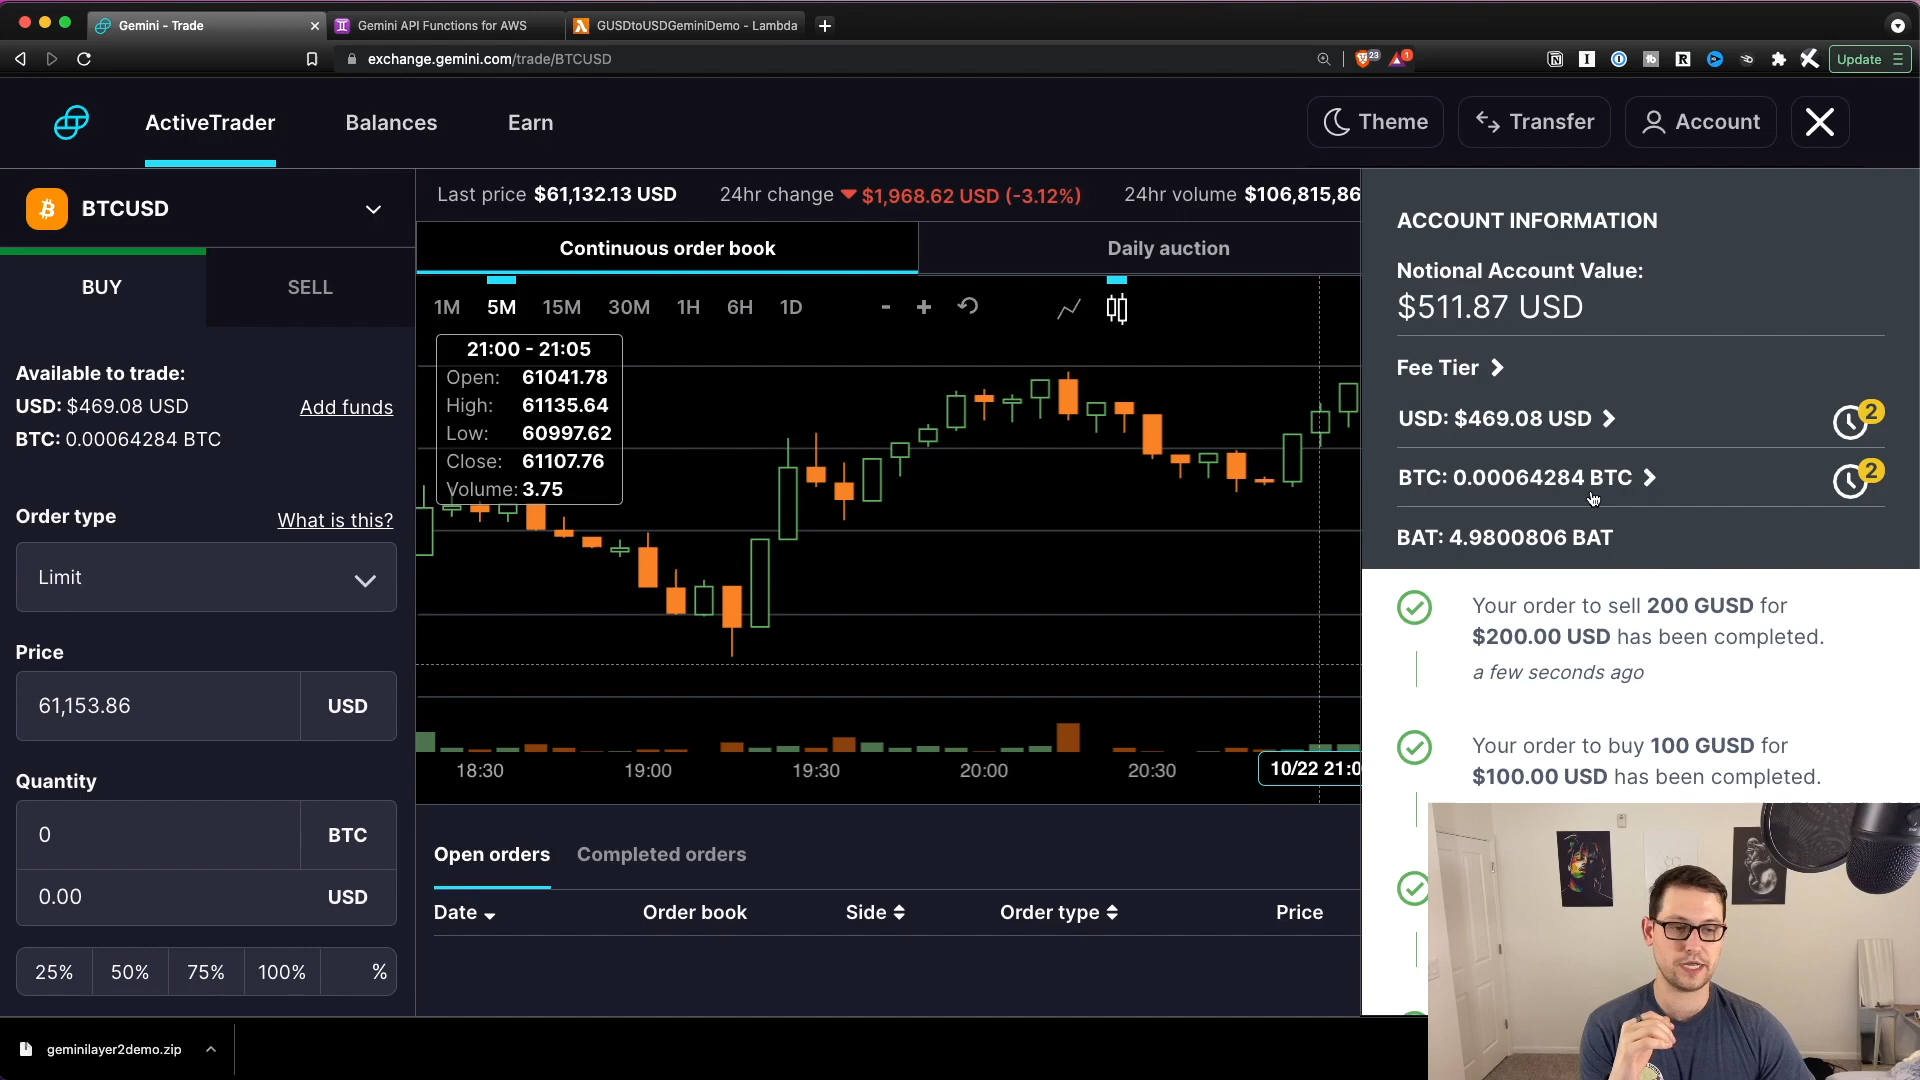 Gemini - Trade
Gemini API Functions for AWS
GUSDtoUSDGeminiDemo - Lambda
exchange.gemini.com/trade/BTCUSD
23
1
Update
ActiveTrader
Balances
Earn
Theme
Transfer
Account
BTCUSD
Last price $61,132.13 USD
24hr change $1,968.62 USD (-3.12%)
24hr volume $106,815,86
BUY
SELL
Continuous order book
Daily auction
1M 5M 15M 30M 1H 6H 1D - +
21:00 - 21:05
Open: 61041.78
High: 61135.64
Low: 60997.62
Close: 61107.76
Volume: 3.75
Available to trade:
USD: $469.08 USD
Add funds
BTC: 0.00064284 BTC
Order type
What is this?
Limit
Price
61,153.86 USD
Quantity
0 BTC
0.00 USD
25% 50% 75% 100% %
18:30 19:00 19:30 20:00 20:30 10/22 21:0
Open orders
Completed orders
Date
Order book
Side
Order type
Price
ACCOUNT INFORMATION
Notional Account Value:
$511.87 USD
Fee Tier
USD: $469.08 USD
2
BTC: 0.00064284 BTC
2
BAT: 4.9800806 BAT
Your order to sell 200 GUSD for
$200.00 USD has been completed.
a few seconds ago
Your order to buy 100 GUSD for
$100.00 USD has been completed.
geminilayer2demo.zip